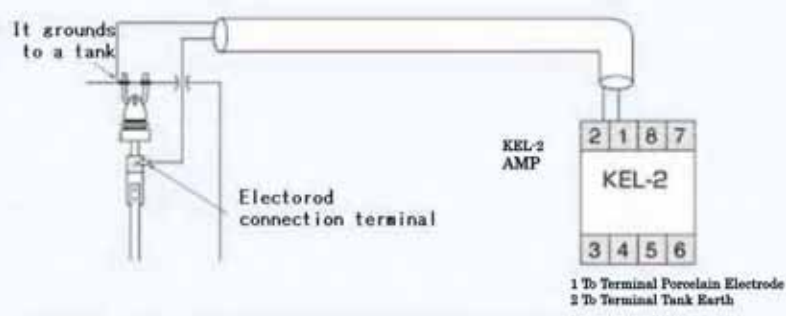 It grounds
to a tank
Electorod
connection terminal
KEL-2
AMP
2 1 8 7
KEL-2
3 4 5 6
1 To Terminal Porcelain Electrode
2 To Terminal Tank Earth